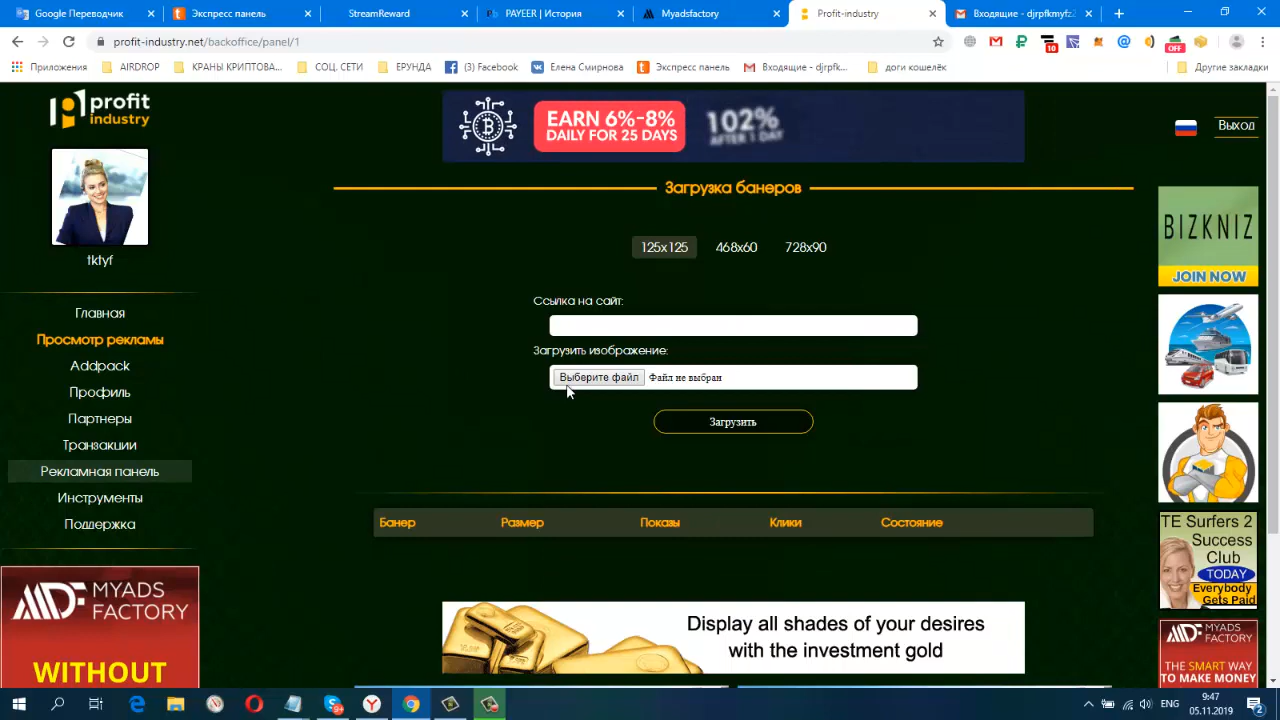 Google Переводчик
Экспресс панель
StreamReward
PAYEER | История
Myadsfactory
Profit-industry
Входящие - djrpfkmyfz
profit-industry.net/backoffice/panel/1
10
OFF
Приложения
AIRDROP
КРАНЫ КРИПТОВА...
СОЦ. СЕТИ
ЕРУНДА
(3) Facebook
Елена Смирнова
Экспресс панель
Входящие - djrpfk...
доги кошелёк
Другие закладки
profit
industry
EARN 6%-8%
DAILY FOR 25 DAYS
102%
AFTER 1 DAY
Выход
Загрузка банеров
tktyf
125x125
468x60
728x90
Ссылка на сайт:
Загрузить изображение:
Выберите файл
Файл не выбран
Загрузить
Главная
Просмотр рекламы
Addpack
Профиль
Партнеры
Транзакции
Рекламная панель
Инструменты
Поддержка
Банер
Размер
Показы
Клики
Состояние
MYADS
FACTORY
WITHOUT
Display all shades of your desires
with the investment gold
BIZKNIZ
JOIN NOW
TE Surfers 2
Success
Club
TODAY
Everybody
Gets Paid
MYADS
FACTORY
THE SMART WAY
TO MAKE MONEY
ENG
9:47
05.11.2019
2